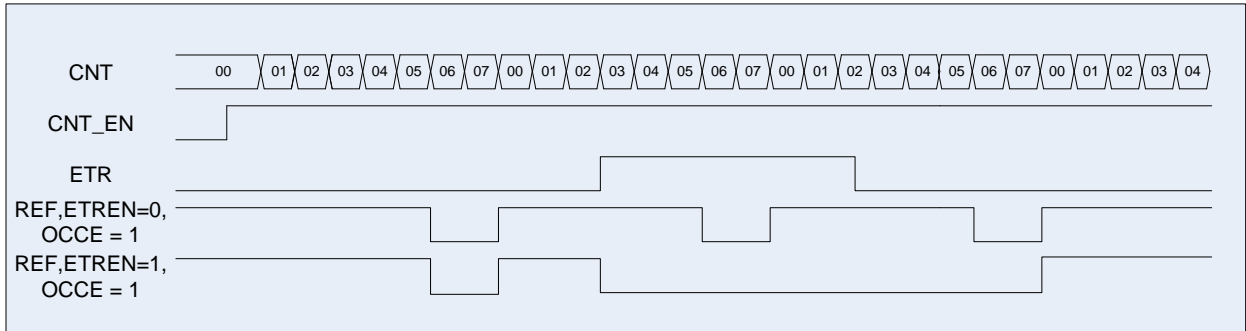 CNT 00 01 02 03 04 05 06 07 00 01 02 03 04 05 06 07 00 01 02 03 04 05 06 07 00 01 02 03 04
CNT_EN
ETR
REF,ETREN=0,
OCCE = 1
REF,ETREN=1,
OCCE = 1